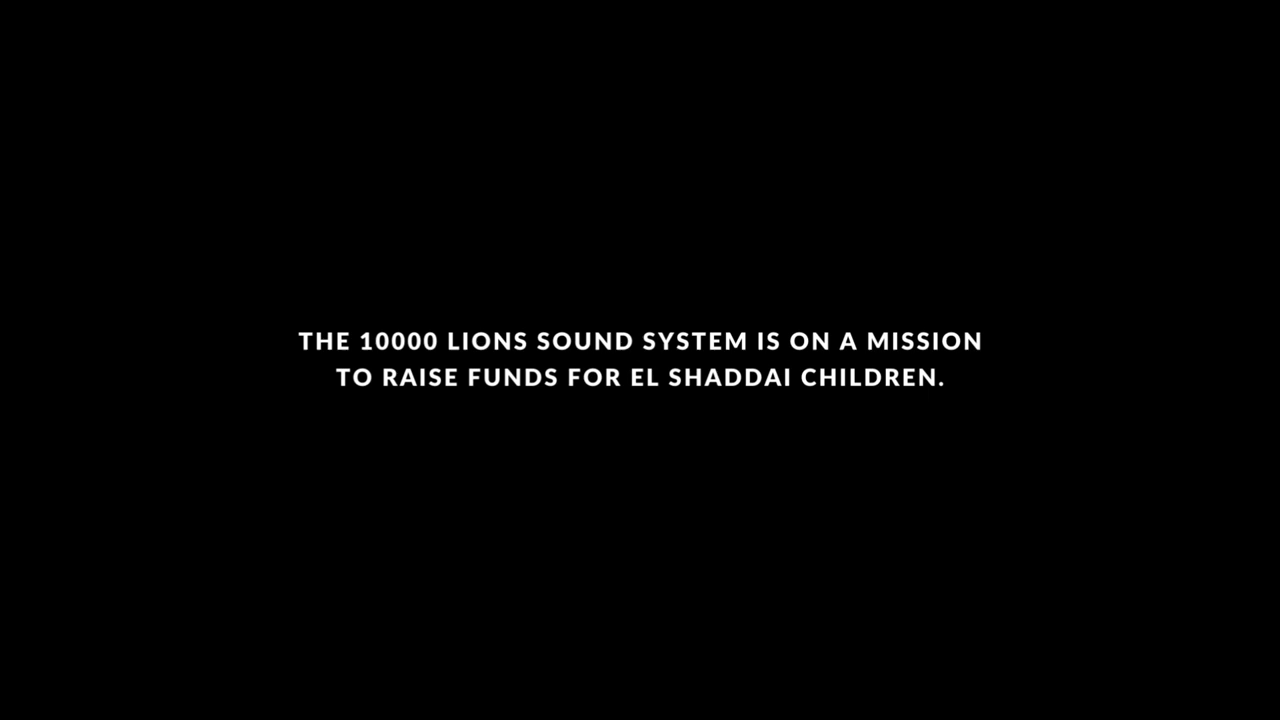 THE 10000 LIONS SOUND SYSTEM IS ON A MISSION
TO RAISE FUNDS FOR EL SHADDAI CHILDREN.